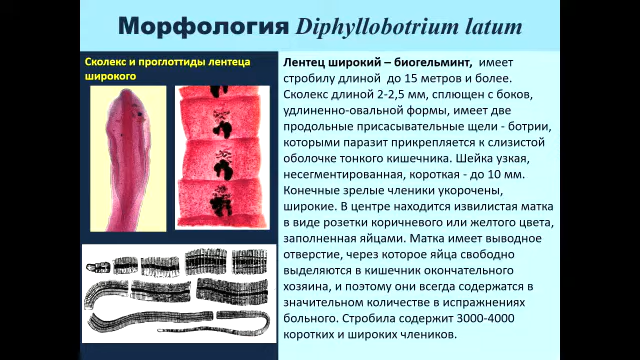 Морфология Diphyllobotrium latum
Сколекс и проглоттиды лентеца
широкого
Лентец широкий – биогельминт, имеет
стробилу длиной до 15 метров и более.
Сколекс длиной 2-2,5 мм, сплющен с боков,
удлиненно-овальной формы, имеет две
продольные присасывательные щели - ботрии,
которыми паразит прикрепляется к слизистой
оболочке тонкого кишечника. Шейка узкая,
несегментированная, короткая - до 10 мм.
Конечные зрелые членики укорочены,
широкие. В центре находится извилистая матка
в виде розетки коричневого или желтого цвета,
заполненная яйцами. Матка имеет выводное
отверстие, через которое яйца свободно
выделяются в кишечник окончательного
хозяина, и поэтому они всегда содержатся в
значительном количестве в испражнениях
больного. Стробила содержит 3000-4000
коротких и широких члеников.